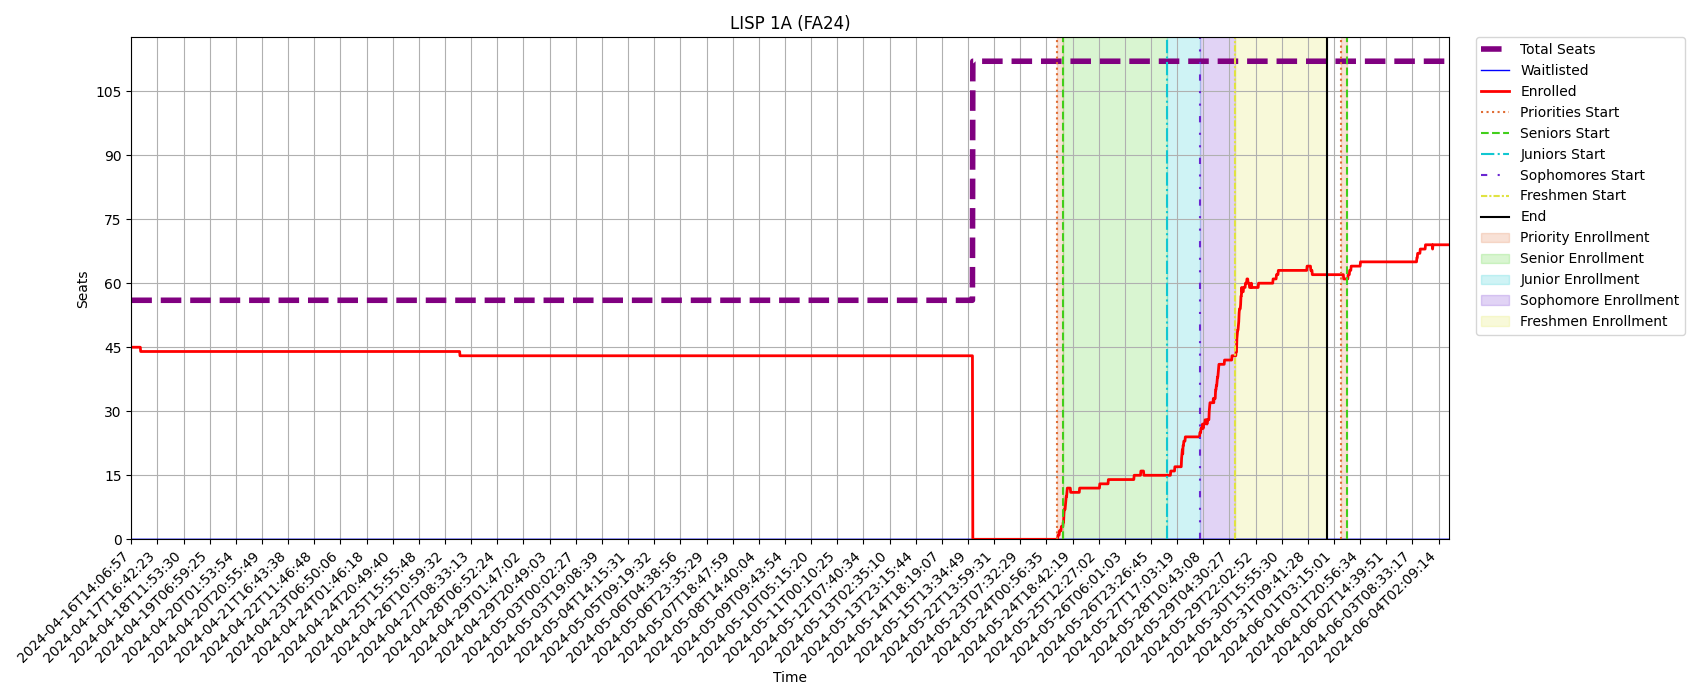 LISP 1A (FA24)
Seats
105
90
75
60
45
30
15
0
2024-04-16T14:06:57
2024-04-17T16:42:23
2024-04-18T11:53:30
2024-04-19T06:59:25
2024-04-20T01:53:54
2024-04-20T20:55:49
2024-04-21T16:43:38
2024-04-22T11:46:48
2024-04-23T06:50:06
2024-04-24T01:46:18
2024-04-24T20:49:40
2024-04-25T15:55:48
2024-04-26T10:59:32
2024-04-27T08:33:13
2024-04-28T06:52:24
2024-04-29T01:47:02
2024-04-29T20:49:03
2024-05-03T00:02:27
2024-05-03T19:08:39
2024-05-04T14:15:31
2024-05-05T09:19:32
2024-05-06T04:38:56
2024-05-06T23:35:29
2024-05-07T18:47:59
2024-05-08T14:40:04
2024-05-09T09:43:54
2024-05-10T05:15:20
2024-05-11T00:10:25
2024-05-12T07:40:34
2024-05-13T02:35:10
2024-05-13T23:15:44
2024-05-14T18:19:07
2024-05-15T13:34:49
2024-05-22T13:59:31
2024-05-23T07:32:29
2024-05-24T00:56:35
2024-05-24T18:42:19
2024-05-25T12:27:02
2024-05-26T06:01:03
2024-05-26T23:26:45
2024-05-27T17:03:19
2024-05-28T10:43:08
2024-05-29T04:30:27
2024-05-29T22:02:52
2024-05-30T15:55:30
2024-05-31T09:41:28
2024-06-01T03:15:01
2024-06-01T20:56:34
2024-06-02T14:39:51
2024-06-03T08:33:17
2024-06-04T02:09:14
Time
Total Seats
Waitlisted
Enrolled
Priorities Start
Seniors Start
Juniors Start
Sophomores Start
Freshmen Start
End
Priority Enrollment
Senior Enrollment
Junior Enrollment
Sophomore Enrollment
Freshmen Enrollment